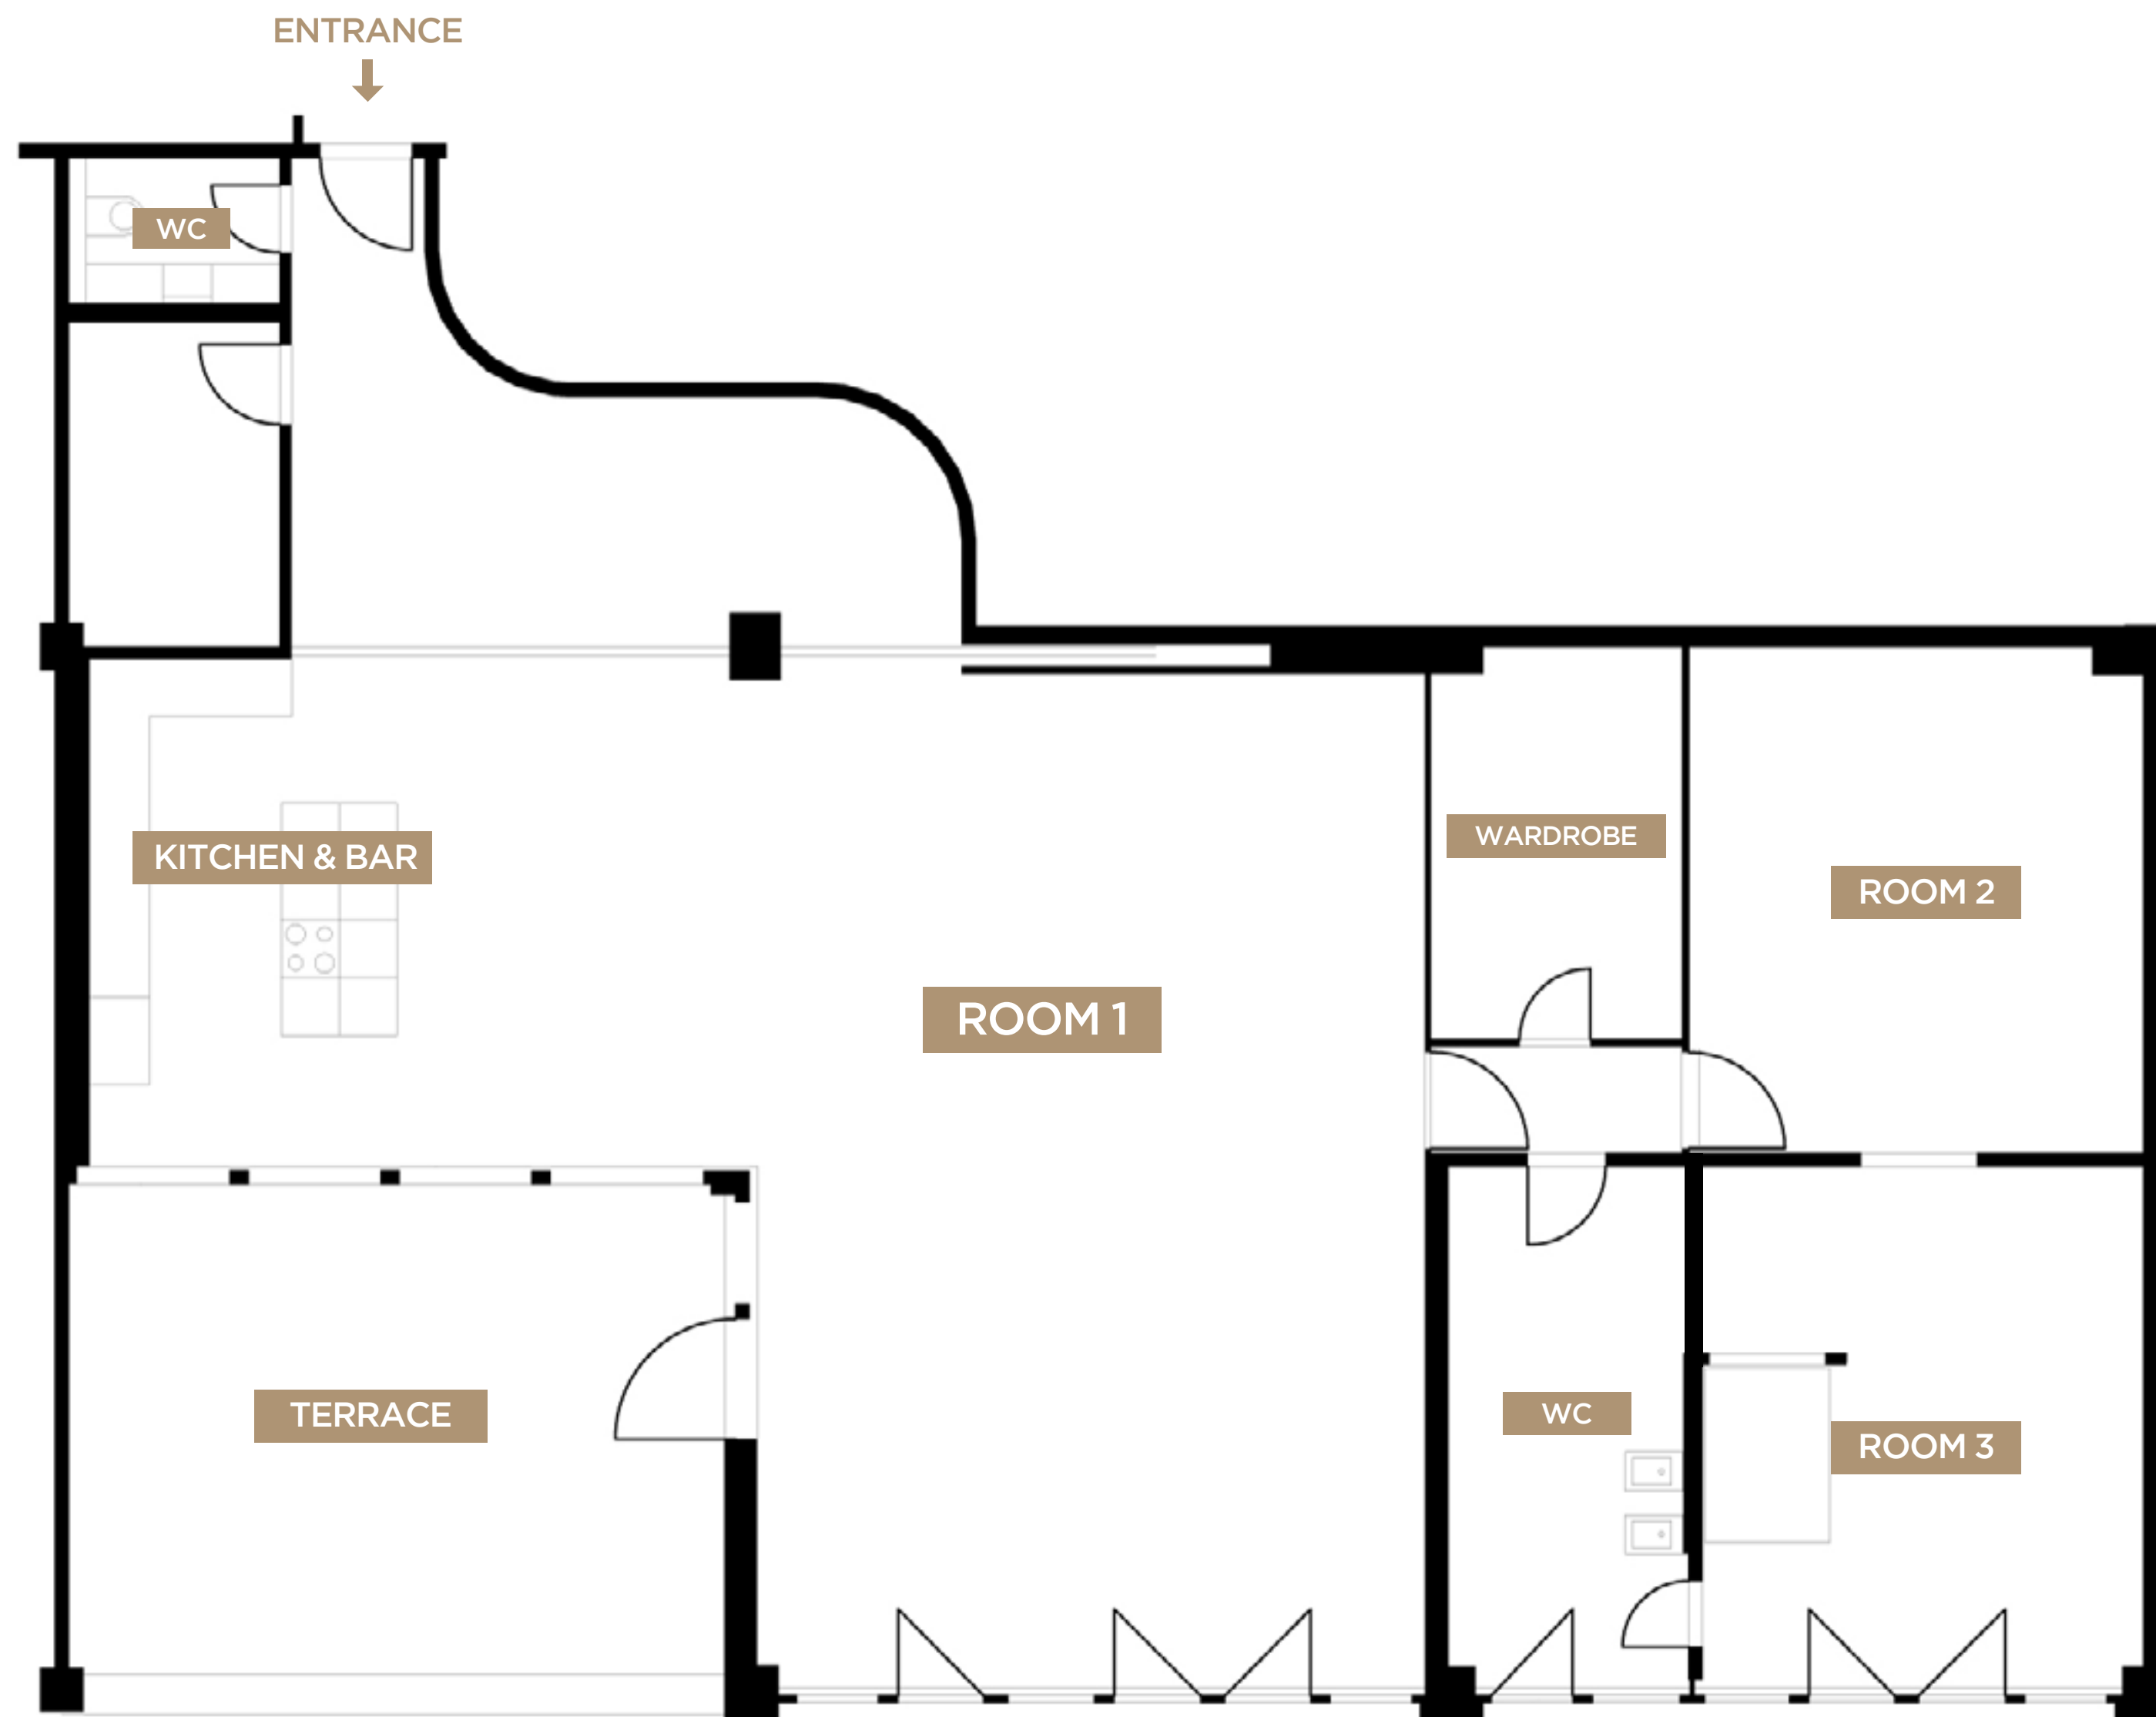 ENTRANCE
WC
KITCHEN & BAR
WARDROBE
ROOM 2
ROOM 1
TERRACE
WC
ROOM 3